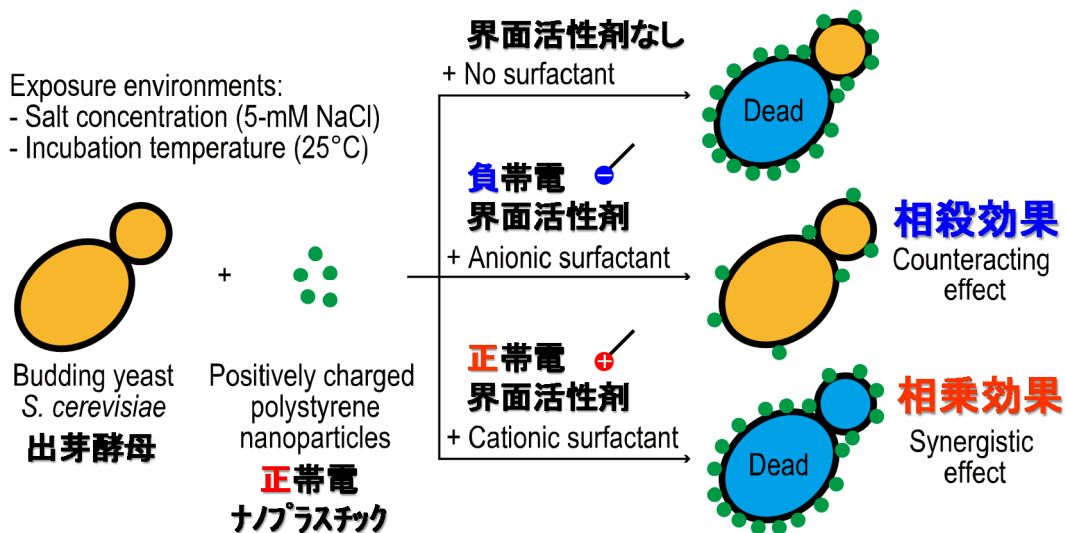 Exposure environments:
- Salt concentration (5-mM NaCl)
- Incubation temperature (25°C)
Budding yeast
S. cerevisiae
出芽酵母
+
Positively charged
polystyrene
nanoparticles
正帯電
ナノプラスチック
界面活性剤なし
+ No surfactant
Dead
負帯電
−
界面活性剤
+ Anionic surfactant
相殺効果
Counteracting
effect
正帯電
+
界面活性剤
+ Cationic surfactant
Dead
相乗効果
Synergistic
effect